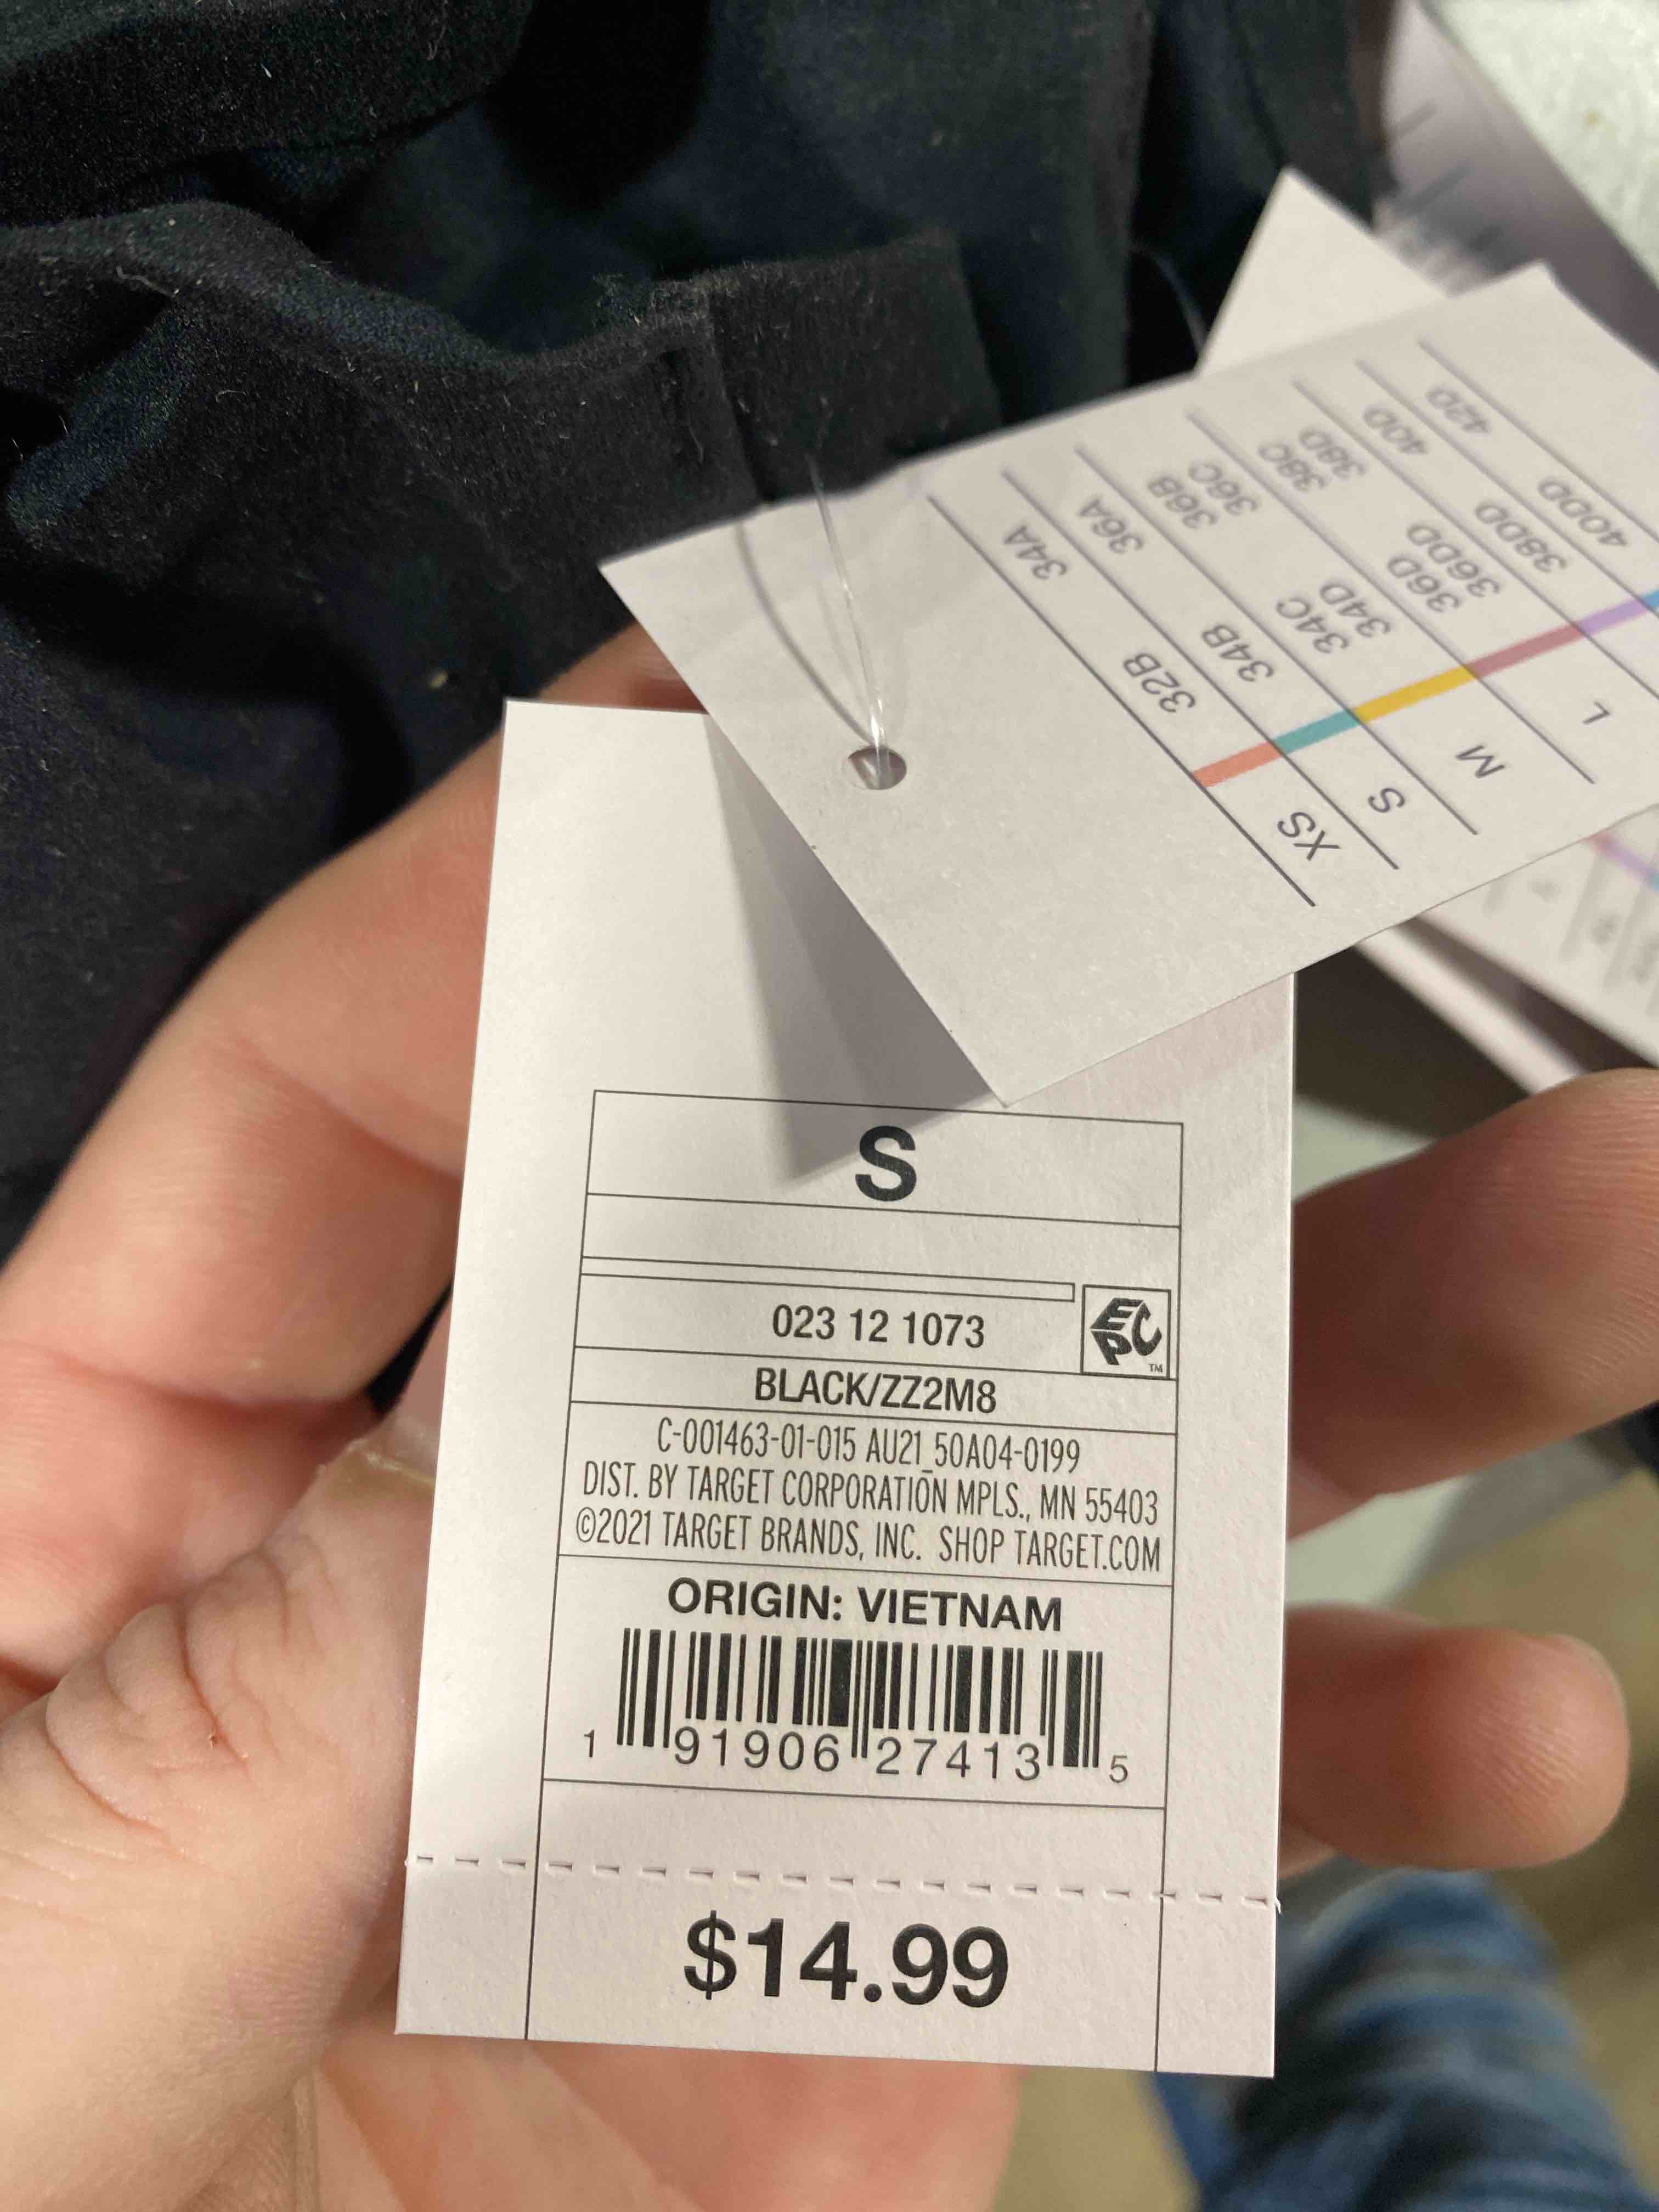 34A 32B XS
36A 34B S
36B 34C M
36C 34D
38C 36D L
38D 36DD
40D 38DD
42D 40DD
S
023 12 1073
EPC
TM
BLACK/ZZ2M8
C-001463-01-015 AU21_50A04-0199
DIST. BY TARGET CORPORATION MPLS., MN 55403
©2021 TARGET BRANDS, INC. SHOP TARGET.COM
ORIGIN: VIETNAM
1 91906 27413 5
$14.99